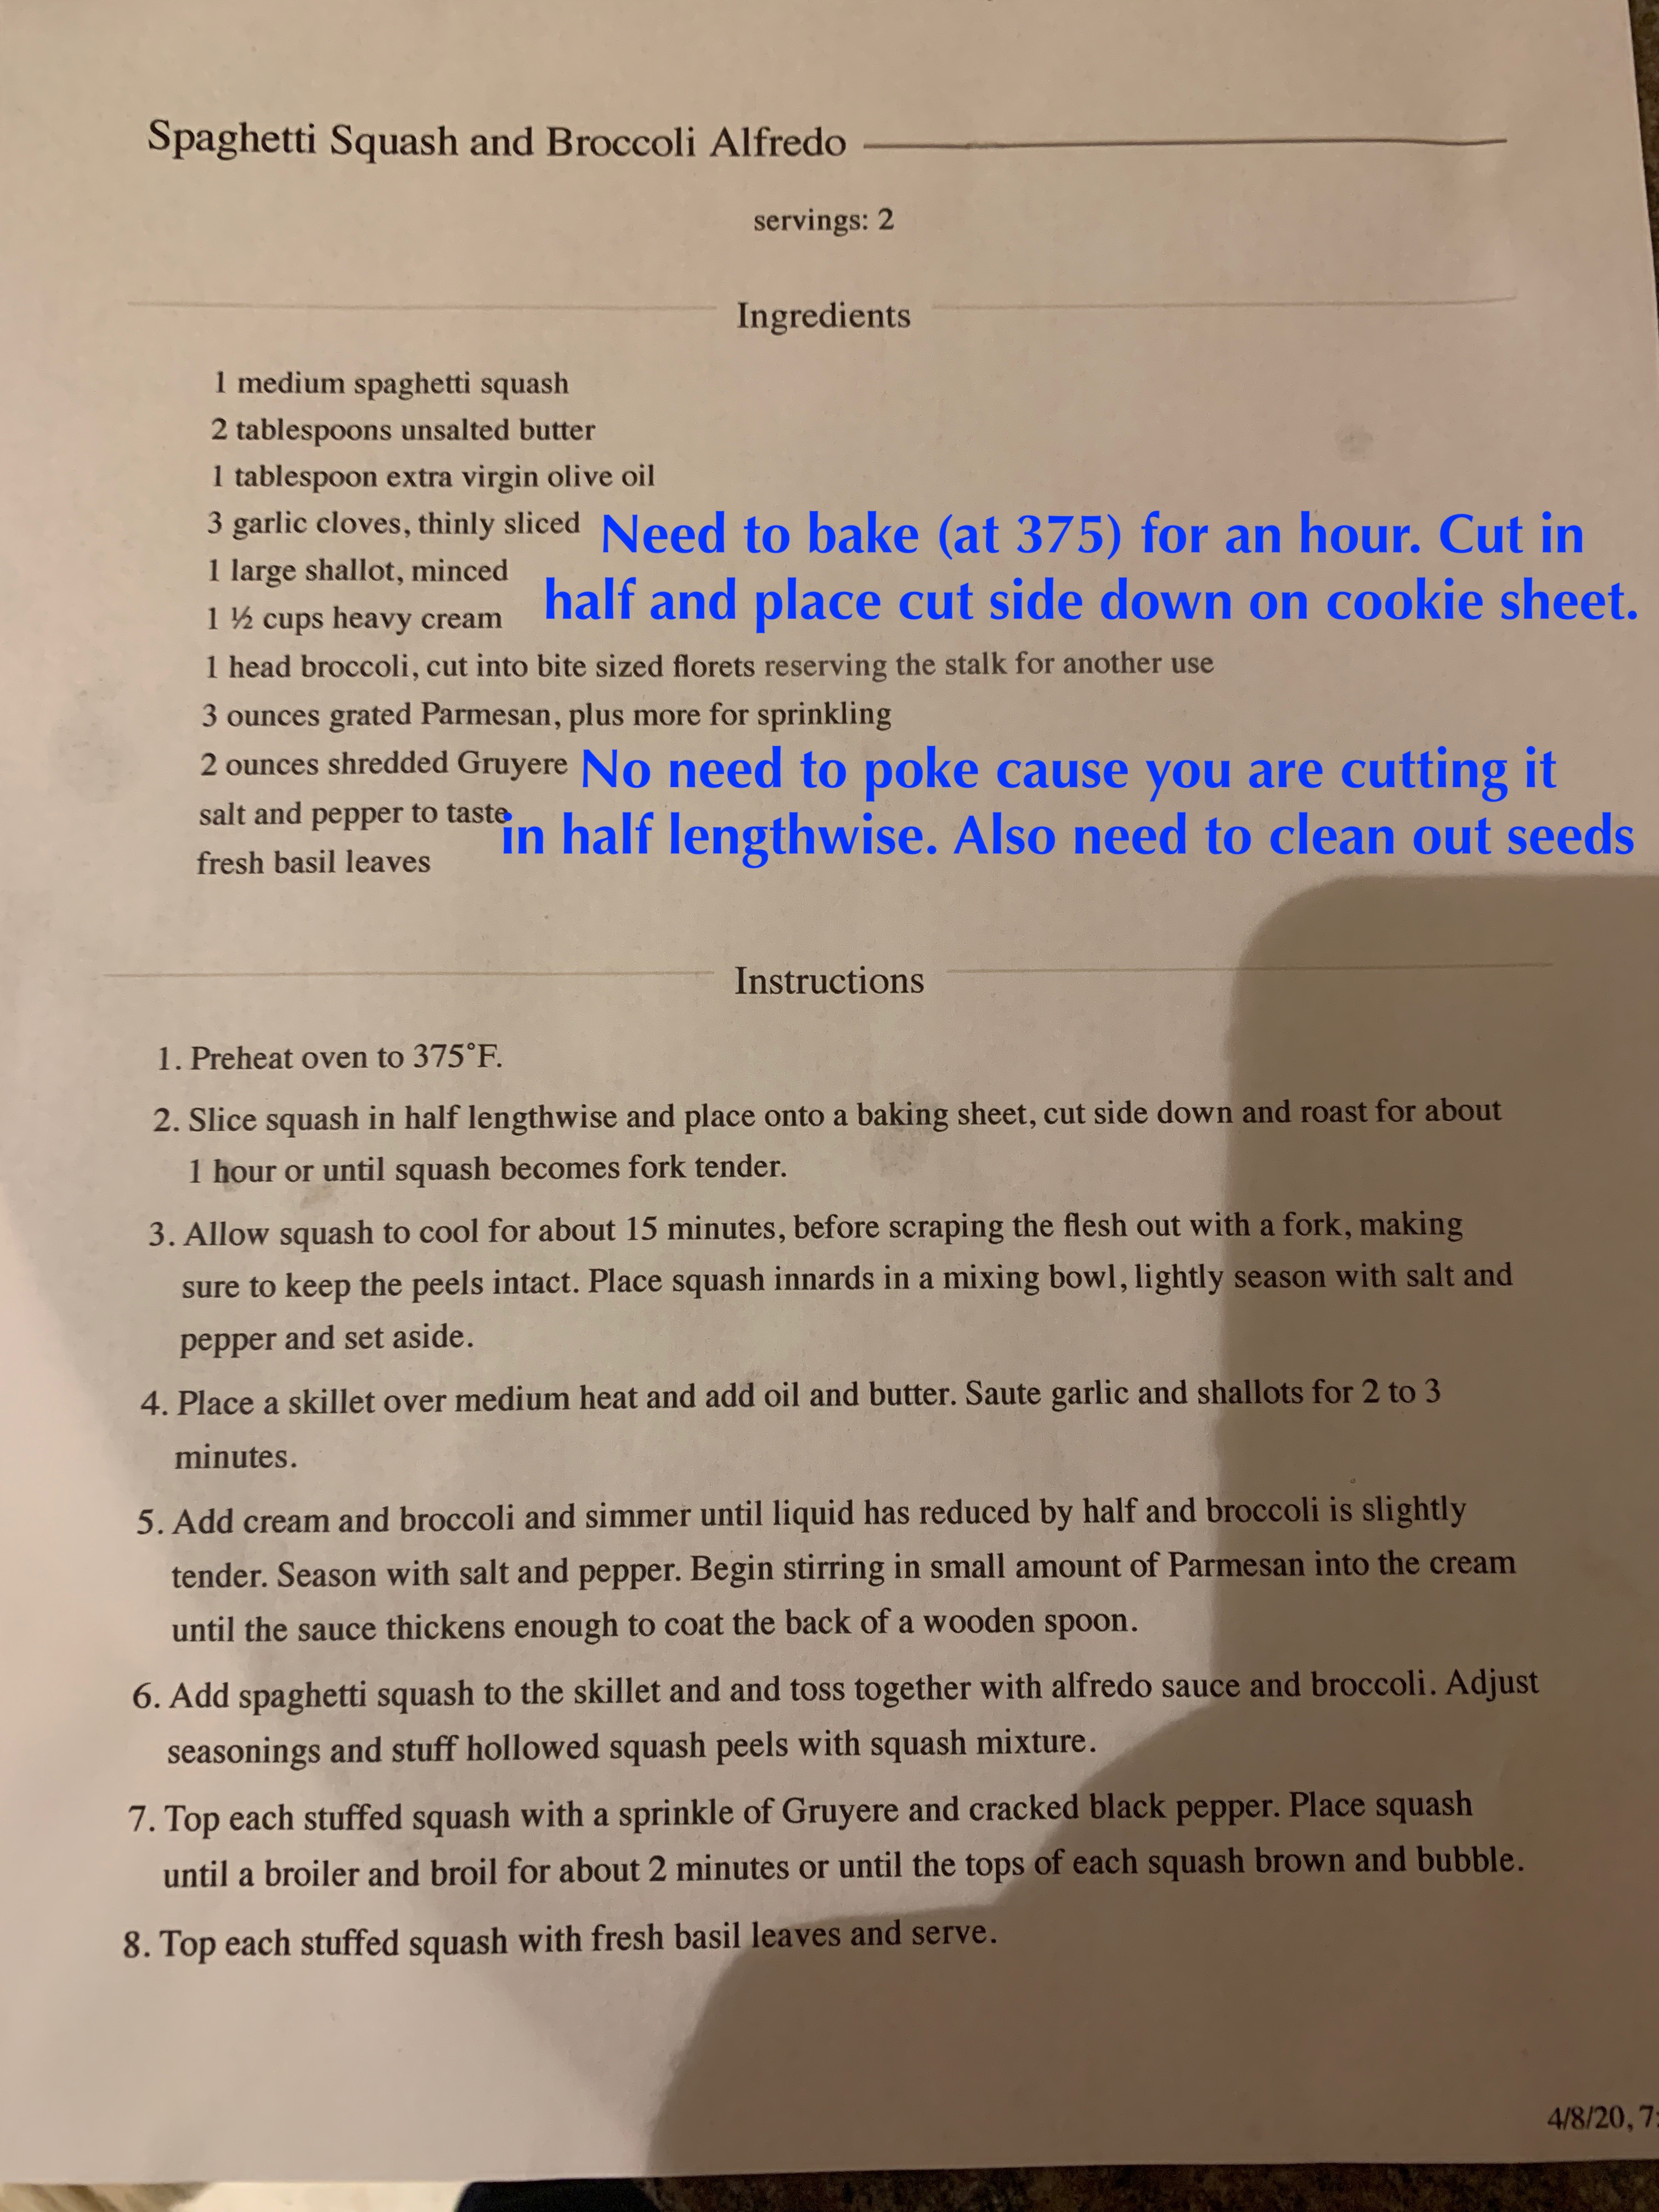 Spaghetti Squash and Broccoli Alfredo
servings: 2
Ingredients
1 medium spaghetti squash
2 tablespoons unsalted butter
1 tablespoon extra virgin olive oil
3 garlic cloves, thinly sliced
1 large shallot, minced
1 ½ cups heavy cream
Need to bake (at 375) for an hour. Cut in
half and place cut side down on cookie sheet.
1 head broccoli, cut into bite sized florets reserving the stalk for another use
3 ounces grated Parmesan, plus more for sprinkling
2 ounces shredded Gruyere
salt and pepper to taste
fresh basil leaves
No need to poke cause you are cutting it
in half lengthwise. Also need to clean out seeds
Instructions
1. Preheat oven to 375°F.
2. Slice squash in half lengthwise and place onto a baking sheet, cut side down and roast for about
1 hour or until squash becomes fork tender.
3. Allow squash to cool for about 15 minutes, before scraping the flesh out with a fork, making
sure to keep the peels intact. Place squash innards in a mixing bowl, lightly season with salt and
pepper and set aside.
4. Place a skillet over medium heat and add oil and butter. Saute garlic and shallots for 2 to 3
minutes.
5. Add cream and broccoli and simmer until liquid has reduced by half and broccoli is slightly
tender. Season with salt and pepper. Begin stirring in small amount of Parmesan into the cream
until the sauce thickens enough to coat the back of a wooden spoon.
6. Add spaghetti squash to the skillet and and toss together with alfredo sauce and broccoli. Adjust
seasonings and stuff hollowed squash peels with squash mixture.
7. Top each stuffed squash with a sprinkle of Gruyere and cracked black pepper. Place squash
until a broiler and broil for about 2 minutes or until the tops of each squash brown and bubble.
8. Top each stuffed squash with fresh basil leaves and serve.
4/8/20, 7: